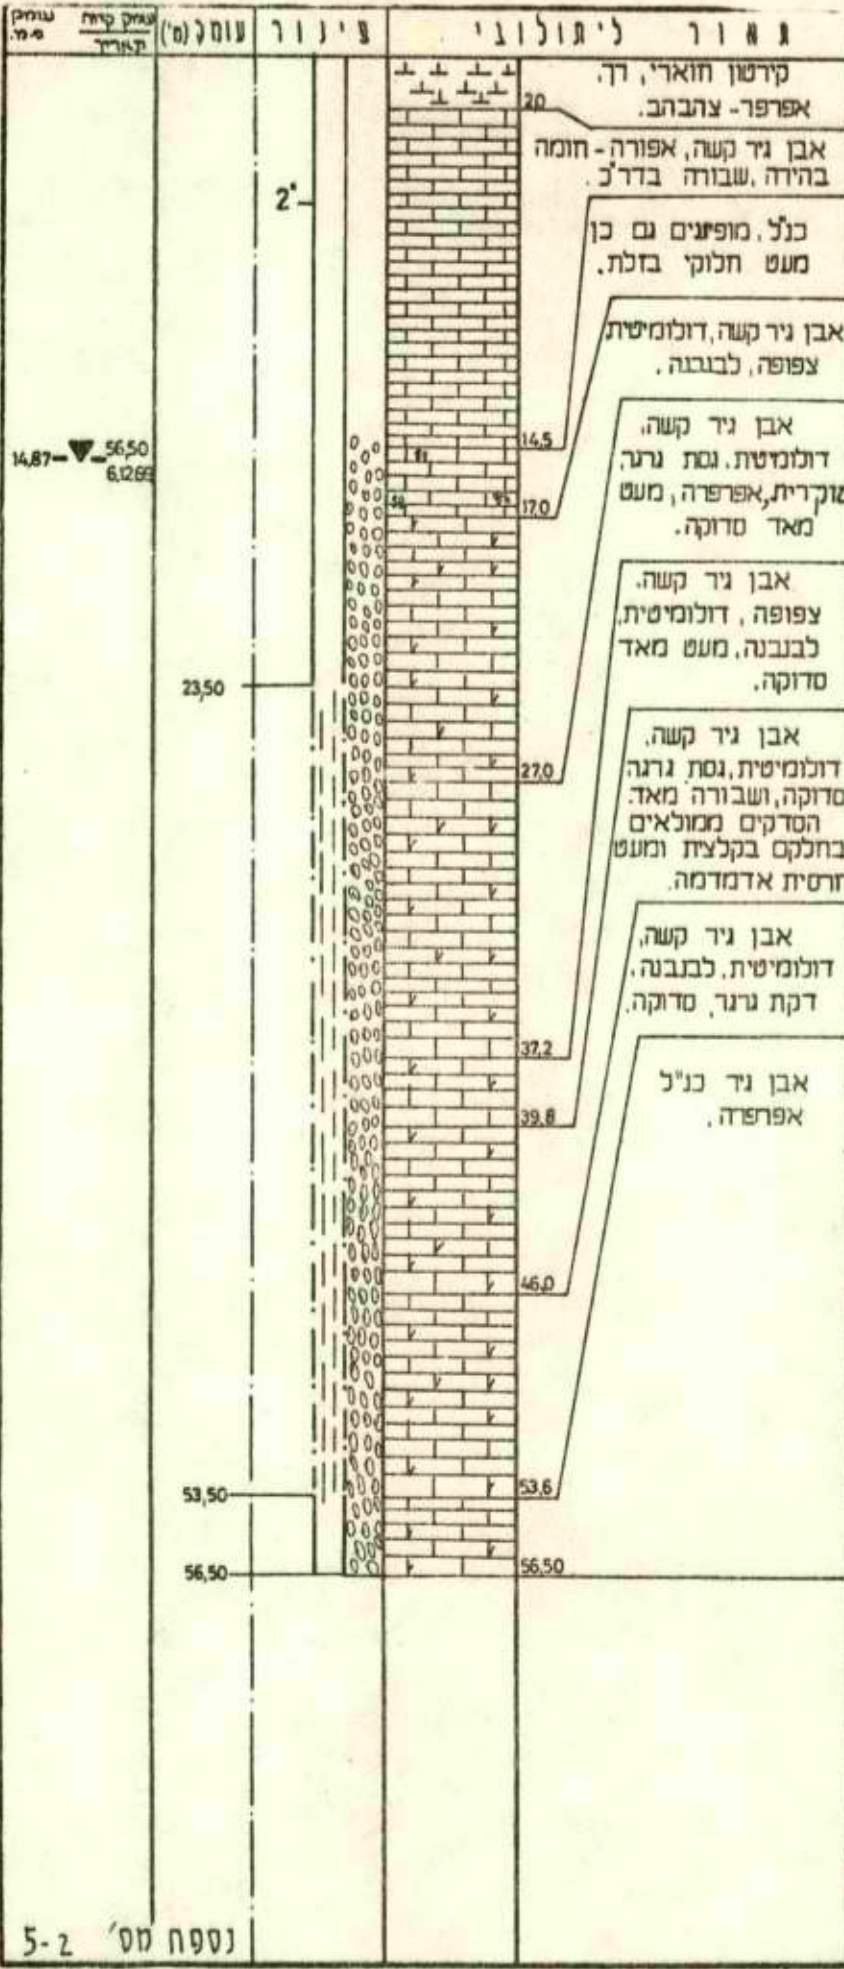 תאור ליתולוגי
צינור
עומק (מ')
עומק קידוח
תאריך
עומק
פ.מ.
קירטון חוארי, רך,
אפרפר- צהבהב.
20
אבן גיר קשה, אפורה - חומה
בהירה, שבורה בדר"כ.
2"
כנ"ל, מופיעים גם כן
מעט חלוקי בזלת.
אבן גיר קשה, דולומיטית
צפופה, לבנבנה.
14,5
14,87
56,50
6.12.69
17,0
אבן גיר קשה,
דולומיטית, גסת גרגר,
סוקרית, אפרפרה, מעט
מאד סדוקה.
אבן גיר קשה,
צפופה, דולומיטית,
לבנבנה, מעט מאד
סדוקה.
23,50
27,0
אבן גיר קשה,
דולומיטית, גסת גרגר
סדוקה, ושבורה מאד.
הסדקים ממולאים
בחלקם בקלצית ומעט
חרסית אדמדמה.
אבן גיר קשה,
דולומיטית, לבנבנה,
דקת גרגר, סדוקה.
37,2
אבן גיר כנ"ל
אפרפרה.
39,8
46,0
53,50
53,6
56,50
56,50
נספח מס' 5-2